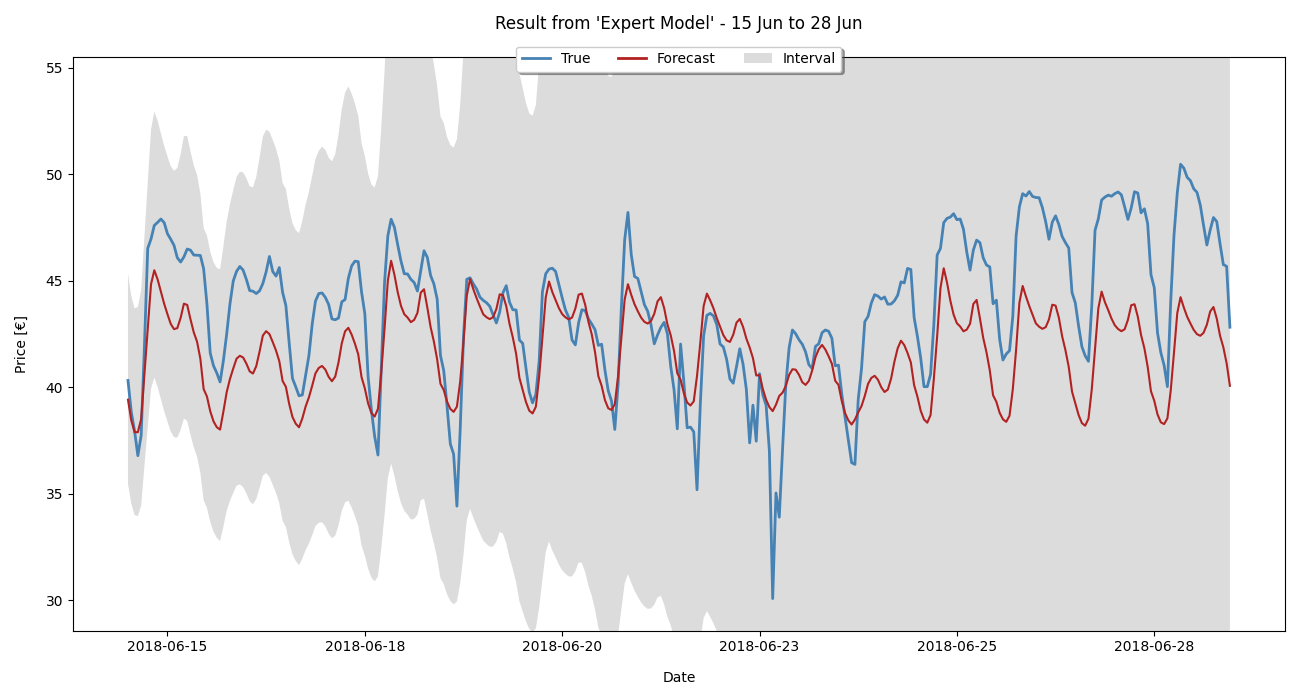 Result from 'Expert Model' - 15 Jun to 28 Jun
True Forecast Interval
55
50
45
40
35
30
Price [€]
2018-06-15 2018-06-18 2018-06-20 2018-06-23 2018-06-25 2018-06-28
Date